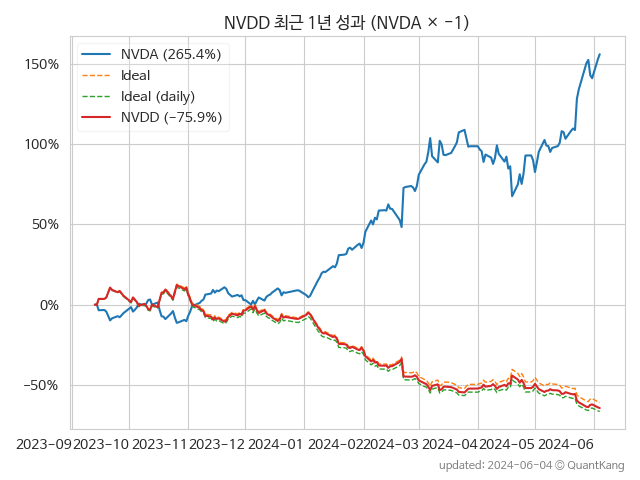 NVDD 최근 1년 성과 (NVDA × −1)
NVDA (265.4%)
Ideal
Ideal (daily)
NVDD (−75.9%)
150%
100%
50%
0%
−50%
2023-09 2023-10 2023-11 2023-12 2024-01 2024-02 2024-03 2024-04 2024-05 2024-06
updated: 2024-06-04 © QuantKang